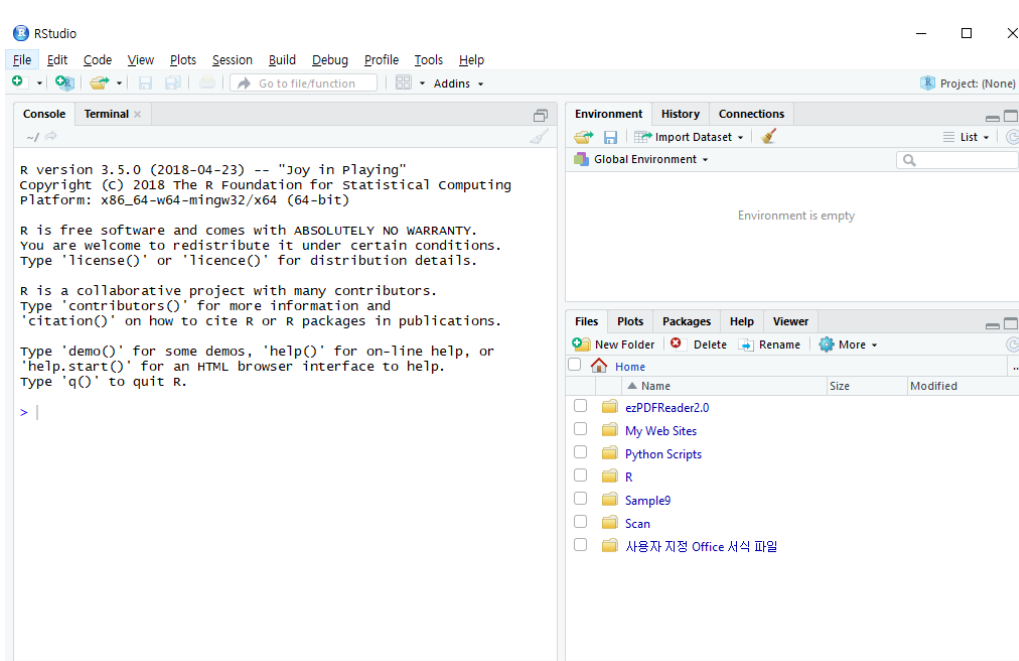 RStudio
File Edit Code View Plots Session Build Debug Profile Tools Help
Go to file/function Addins Project: (None)
Console Terminal
~/
R version 3.5.0 (2018-04-23) -- "Joy in Playing"
Copyright (C) 2018 The R Foundation for Statistical Computing
Platform: x86_64-w64-mingw32/x64 (64-bit)
R is free software and comes with ABSOLUTELY NO WARRANTY.
You are welcome to redistribute it under certain conditions.
Type 'license()' or 'licence()' for distribution details.
R is a collaborative project with many contributors.
Type 'contributors()' for more information and
'citation()' on how to cite R or R packages in publications.
Type 'demo()' for some demos, 'help()' for on-line help, or
'help.start()' for an HTML browser interface to help.
Type 'q()' to quit R.
>
Environment History Connections
Import Dataset List
Global Environment
Environment is empty
Files Plots Packages Help Viewer
New Folder Delete Rename More
Home ..
Name Size Modified
ezPDFReader2.0
My Web Sites
Python Scripts
R
Sample9
Scan
사용자 지정 Office 서식 파일